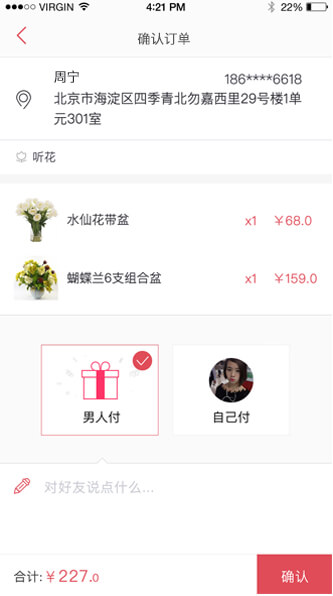 VIRGIN 4:21 PM 22%
确认订单
周宁 186****6618
北京市海淀区四季青北勿嘉西里29号楼1单
元301室
听花
水仙花带盆 x1 ￥68.0
蝴蝶兰6支组合盆 x1 ￥159.0
男人付 自己付
对好友说点什么...
合计:￥227.0 确认